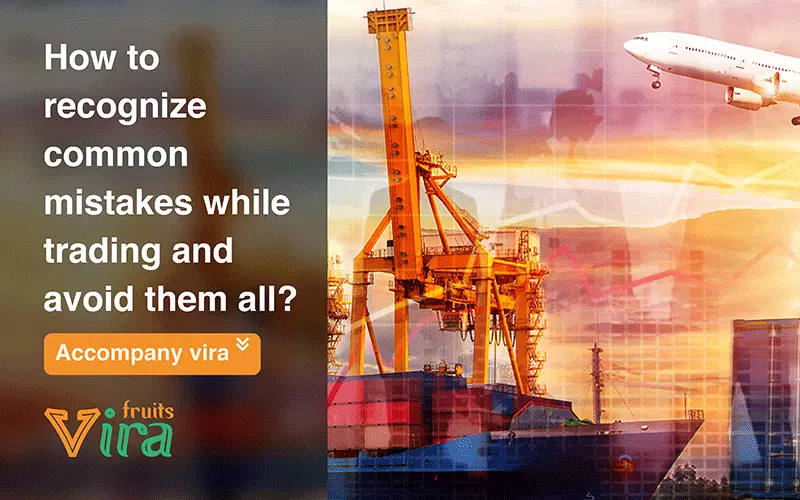 How to
recognize
common
mistakes while
trading and
avoid them all?
Accompany vira
fruits
Vira